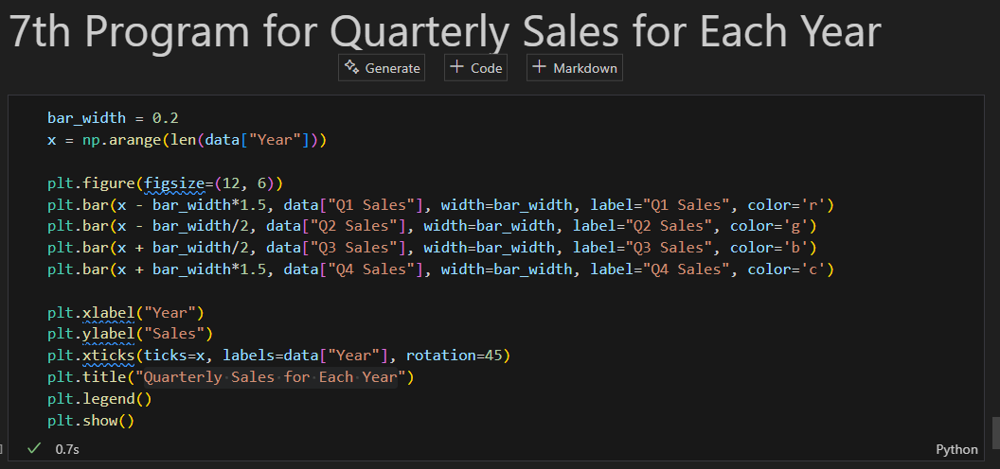 7th Program for Quarterly Sales for Each Year
Generate + Code + Markdown
bar_width = 0.2
x = np.arange(len(data["Year"]))
plt.figure(figsize=(12, 6))
plt.bar(x - bar_width*1.5, data["Q1 Sales"], width=bar_width, label="Q1 Sales", color='r')
plt.bar(x - bar_width/2, data["Q2 Sales"], width=bar_width, label="Q2 Sales", color='g')
plt.bar(x + bar_width/2, data["Q3 Sales"], width=bar_width, label="Q3 Sales", color='b')
plt.bar(x + bar_width*1.5, data["Q4 Sales"], width=bar_width, label="Q4 Sales", color='c')
plt.xlabel("Year")
plt.ylabel("Sales")
plt.xticks(ticks=x, labels=data["Year"], rotation=45)
plt.title("Quarterly Sales for Each Year")
plt.legend()
plt.show()
] ✓ 0.7s Python